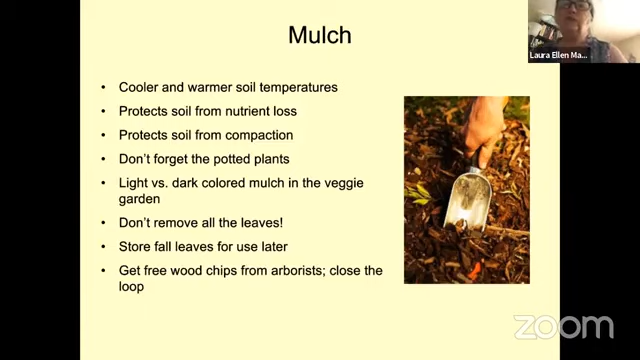 Mulch
Laura Ellen Ma...
• Cooler and warmer soil temperatures
• Protects soil from nutrient loss
• Protects soil from compaction
• Don't forget the potted plants
• Light vs. dark colored mulch in the veggie
garden
• Don't remove all the leaves!
• Store fall leaves for use later
• Get free wood chips from arborists; close the
loop
zoom